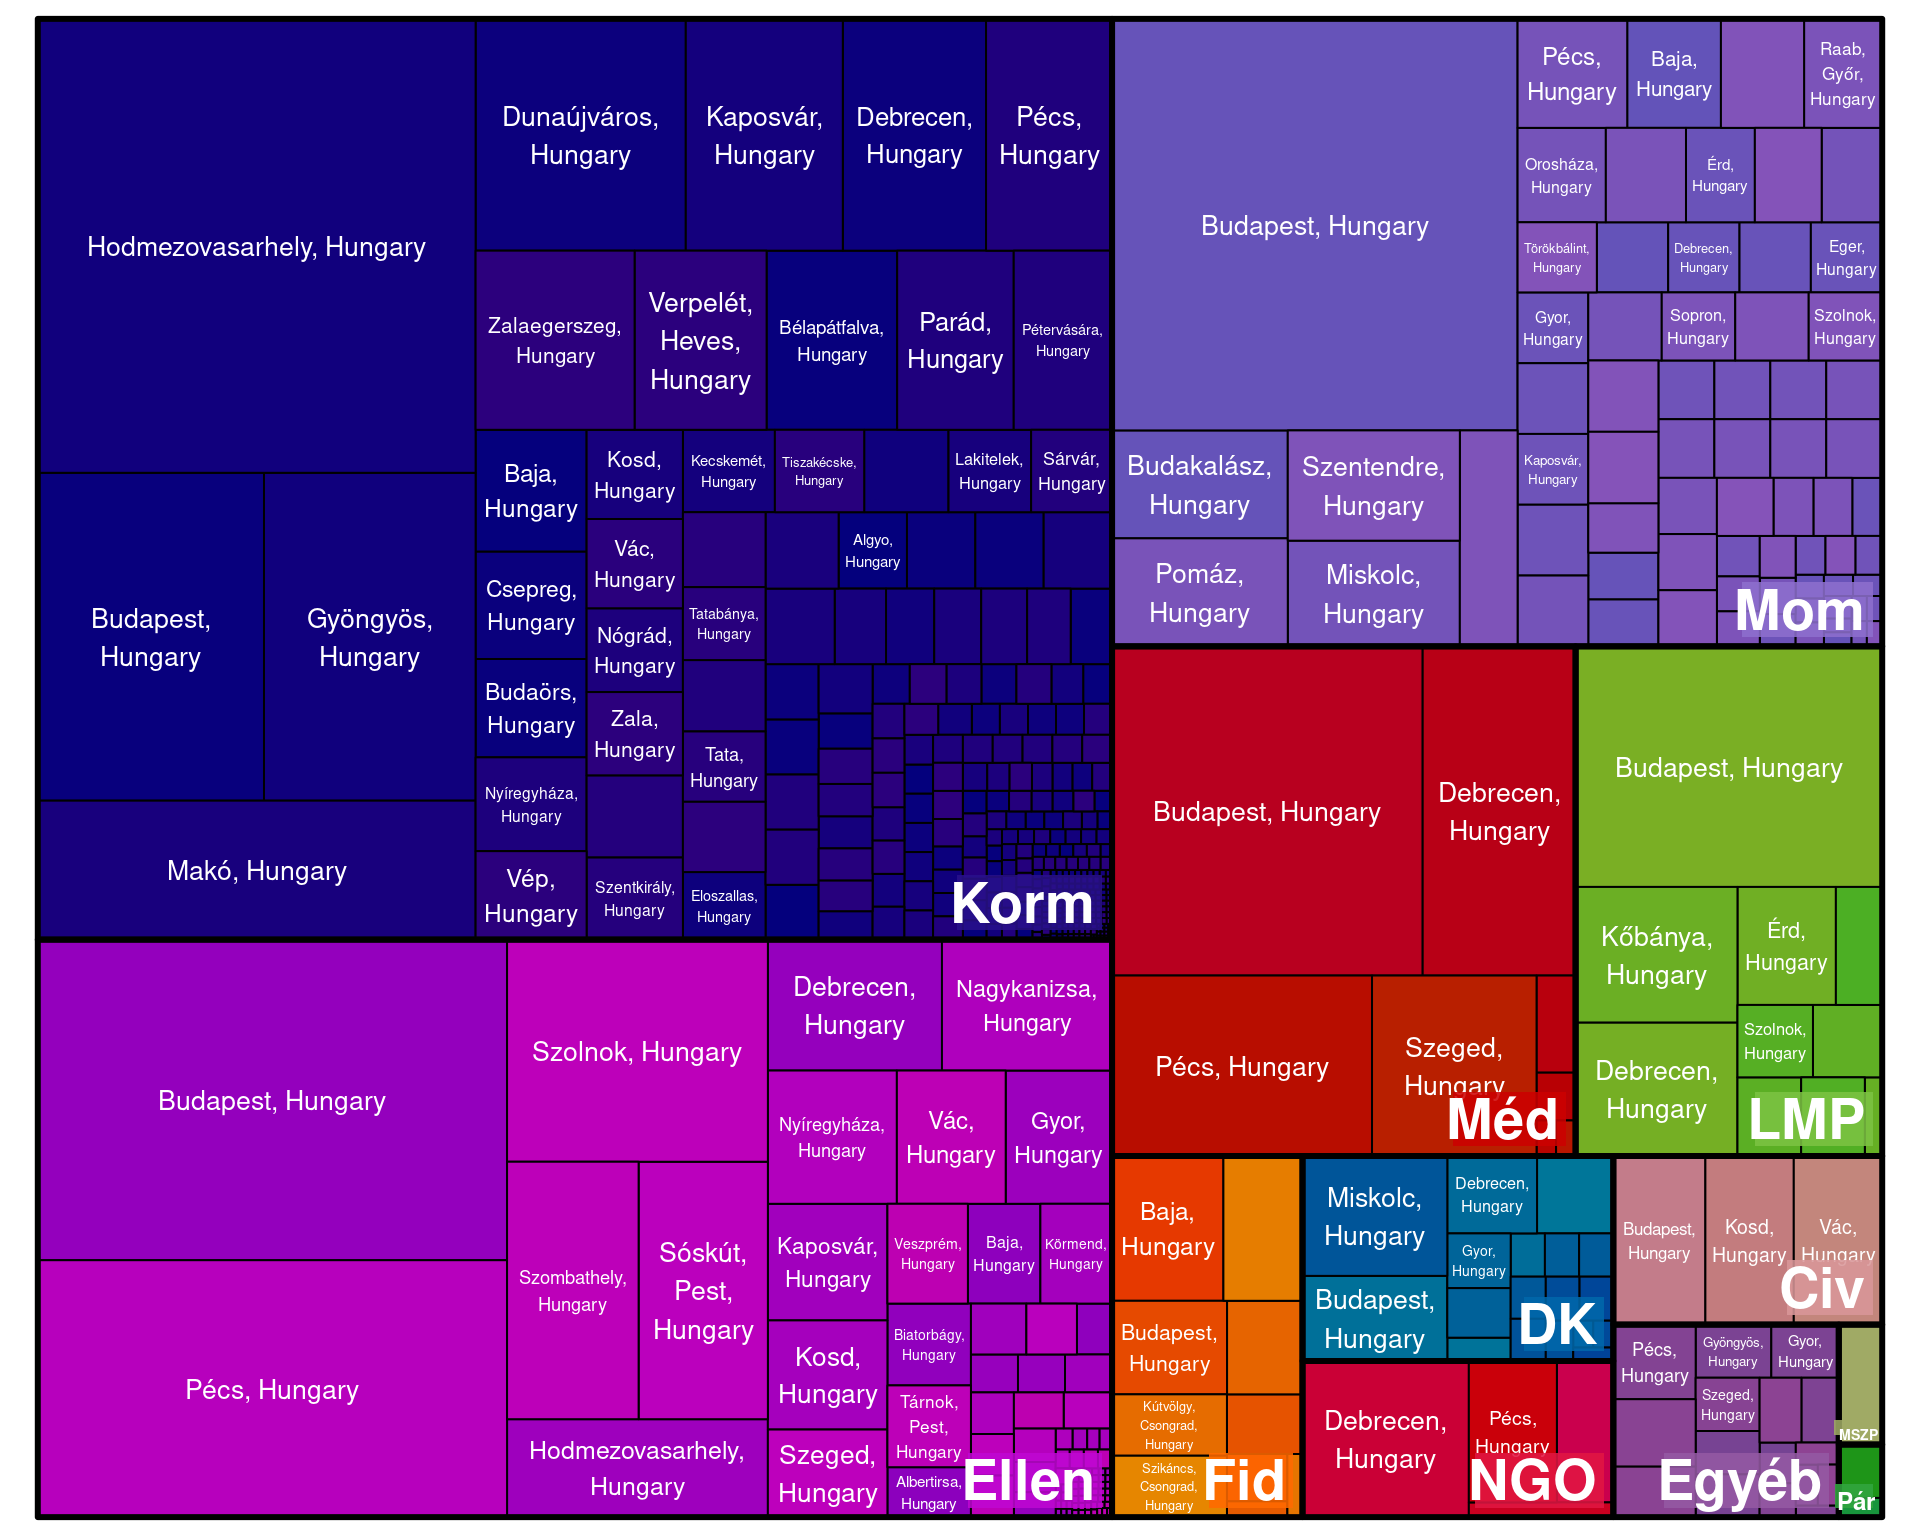 Hodmezovasarhely, Hungary
Budapest,
Hungary
Gyöngyös,
Hungary
Makó, Hungary
Dunaújváros,
Hungary
Kaposvár,
Hungary
Debrecen,
Hungary
Pécs,
Hungary
Zalaegerszeg,
Hungary
Verpelét,
Heves,
Hungary
Bélapátfalva,
Hungary
Parád,
Hungary
Pétervására,
Hungary
Baja,
Hungary
Csepreg,
Hungary
Budaörs,
Hungary
Nyíregyháza,
Hungary
Vép,
Hungary
Kosd,
Hungary
Vác,
Hungary
Nógrád,
Hungary
Zala,
Hungary
Szentkirály,
Hungary
Kecskemét,
Hungary
Tiszakécske,
Hungary
Lakitelek,
Hungary
Sárvár,
Hungary
Algyo,
Hungary
Tatabánya,
Hungary
Tata,
Hungary
Eloszallas,
Hungary
Korm
Budapest, Hungary
Pécs, Hungary
Szolnok, Hungary
Szombathely,
Hungary
Sóskút,
Pest,
Hungary
Hodmezovasarhely,
Hungary
Debrecen,
Hungary
Nagykanizsa,
Hungary
Nyíregyháza,
Hungary
Vác,
Hungary
Gyor,
Hungary
Kaposvár,
Hungary
Kosd,
Hungary
Szeged,
Hungary
Veszprém,
Hungary
Baja,
Hungary
Körmend,
Hungary
Biatorbágy,
Hungary
Tárnok,
Pest,
Hungary
Albertirsa,
Hungary
Ellen
Budapest, Hungary
Budakalász,
Hungary
Pomáz,
Hungary
Szentendre,
Hungary
Miskolc,
Hungary
Pécs,
Hungary
Baja,
Hungary
Raab,
Győr,
Hungary
Orosháza,
Hungary
Érd,
Hungary
Törökbálint,
Hungary
Debrecen,
Hungary
Eger,
Hungary
Gyor,
Hungary
Sopron,
Hungary
Szolnok,
Hungary
Kaposvár,
Hungary
Mom
Budapest, Hungary
Debrecen,
Hungary
Pécs, Hungary
Szeged,
Hungary
Méd
Budapest, Hungary
Kőbánya,
Hungary
Debrecen,
Hungary
Érd,
Hungary
Szolnok,
Hungary
LMP
Baja,
Hungary
Budapest,
Hungary
Kútvölgy,
Csongrad,
Hungary
Szikáncs,
Csongrad,
Hungary
Fid
Miskolc,
Hungary
Budapest,
Hungary
Debrecen,
Hungary
Gyor,
Hungary
DK
Debrecen,
Hungary
Pécs,
Hungary
NGO
Budapest,
Hungary
Kosd,
Hungary
Vác,
Hungary
Civ
Pécs,
Hungary
Gyöngyös,
Hungary
Gyor,
Hungary
Szeged,
Hungary
Egyéb
MSZP
Pár